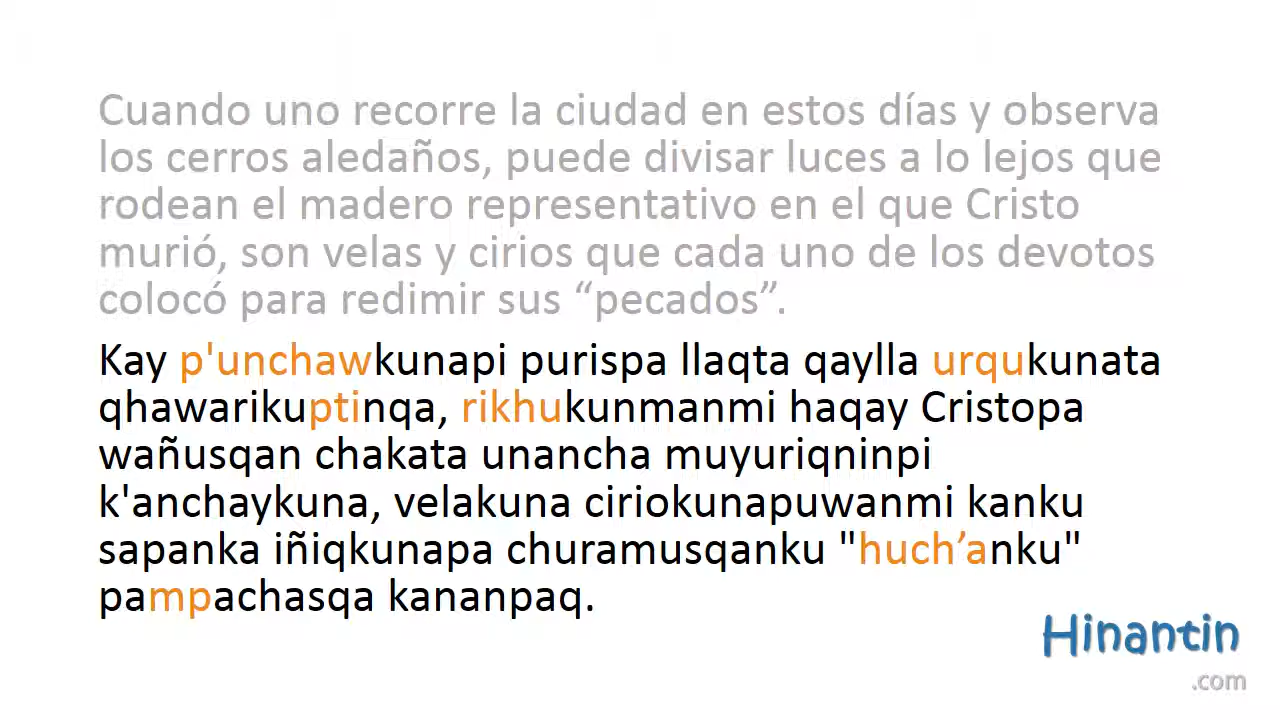 Cuando uno recorre la ciudad en estos días y observa
los cerros aledaños, puede divisar luces a lo lejos que
rodean el madero representativo en el que Cristo
murió, son velas y cirios que cada uno de los devotos
colocó para redimir sus “pecados”.
Kay p'unchawkunapi purispa llaqta qaylla urqukunata
qhawarikuptinqa, rikhukunmanmi haqay Cristopa
wañusqan chakata unancha muyuriqninpi
k'anchaykuna, velakuna ciriokunapuwanmi kanku
sapanka iñiqkunapa churamusqanku "huch’anku"
pampachasqa kananpaq.
Hinantin
.com